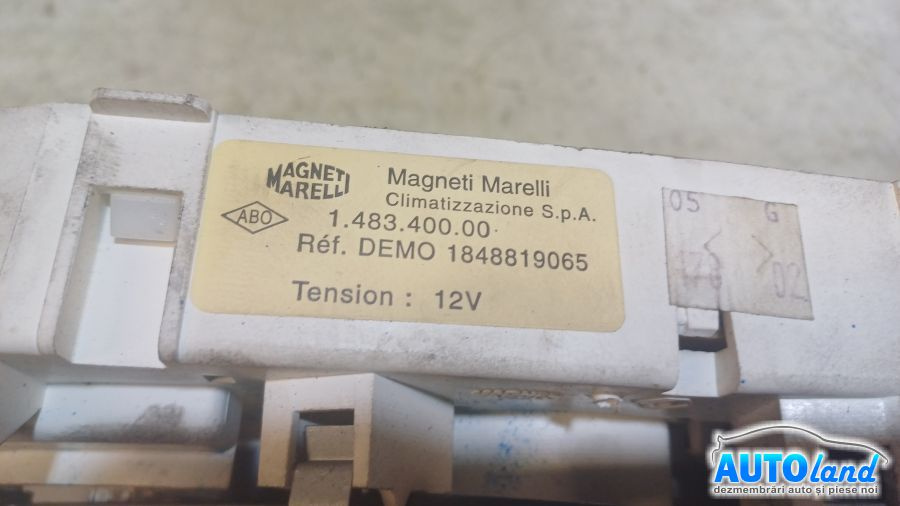 MAGNETI
MARELLI
Magneti Marelli
Climatizzazione S.p.A.
ABO
1.483.400.00
Réf. DEMO 1848819065
Tension : 12V
05 G
02
AUTOland
dezmembrări auto și piese noi